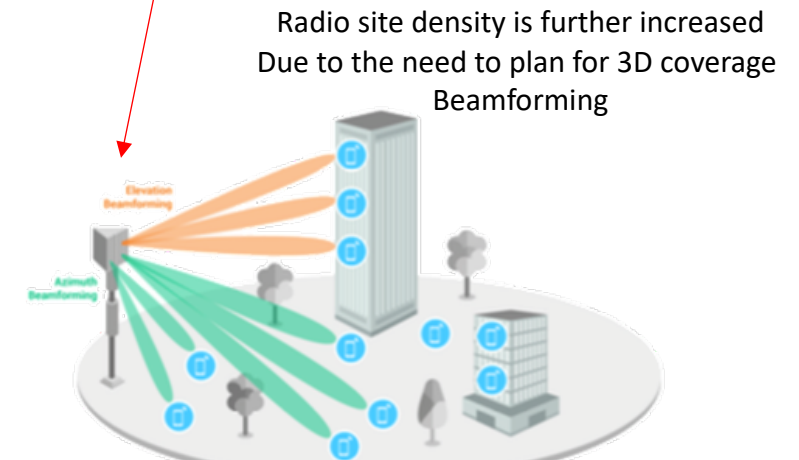 Radio site density is further increased
Due to the need to plan for 3D coverage
Beamforming
Elevation
Beamforming
Azimuth
Beamforming